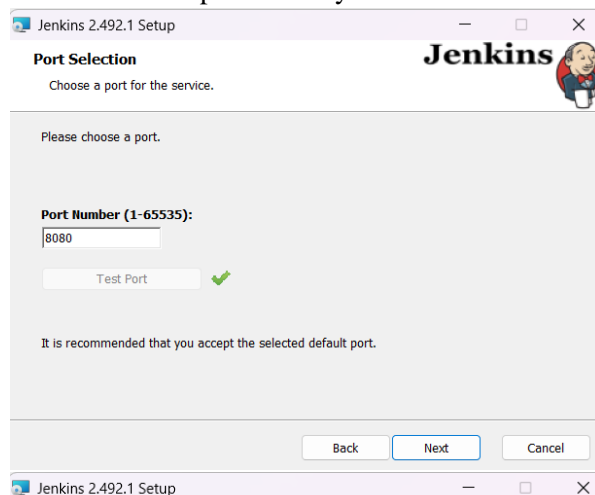 Jenkins 2.492.1 Setup
Port Selection
Jenkins
Choose a port for the service.
Please choose a port.
Port Number (1-65535):
8080
Test Port
It is recommended that you accept the selected default port.
Back Next Cancel
Jenkins 2.492.1 Setup